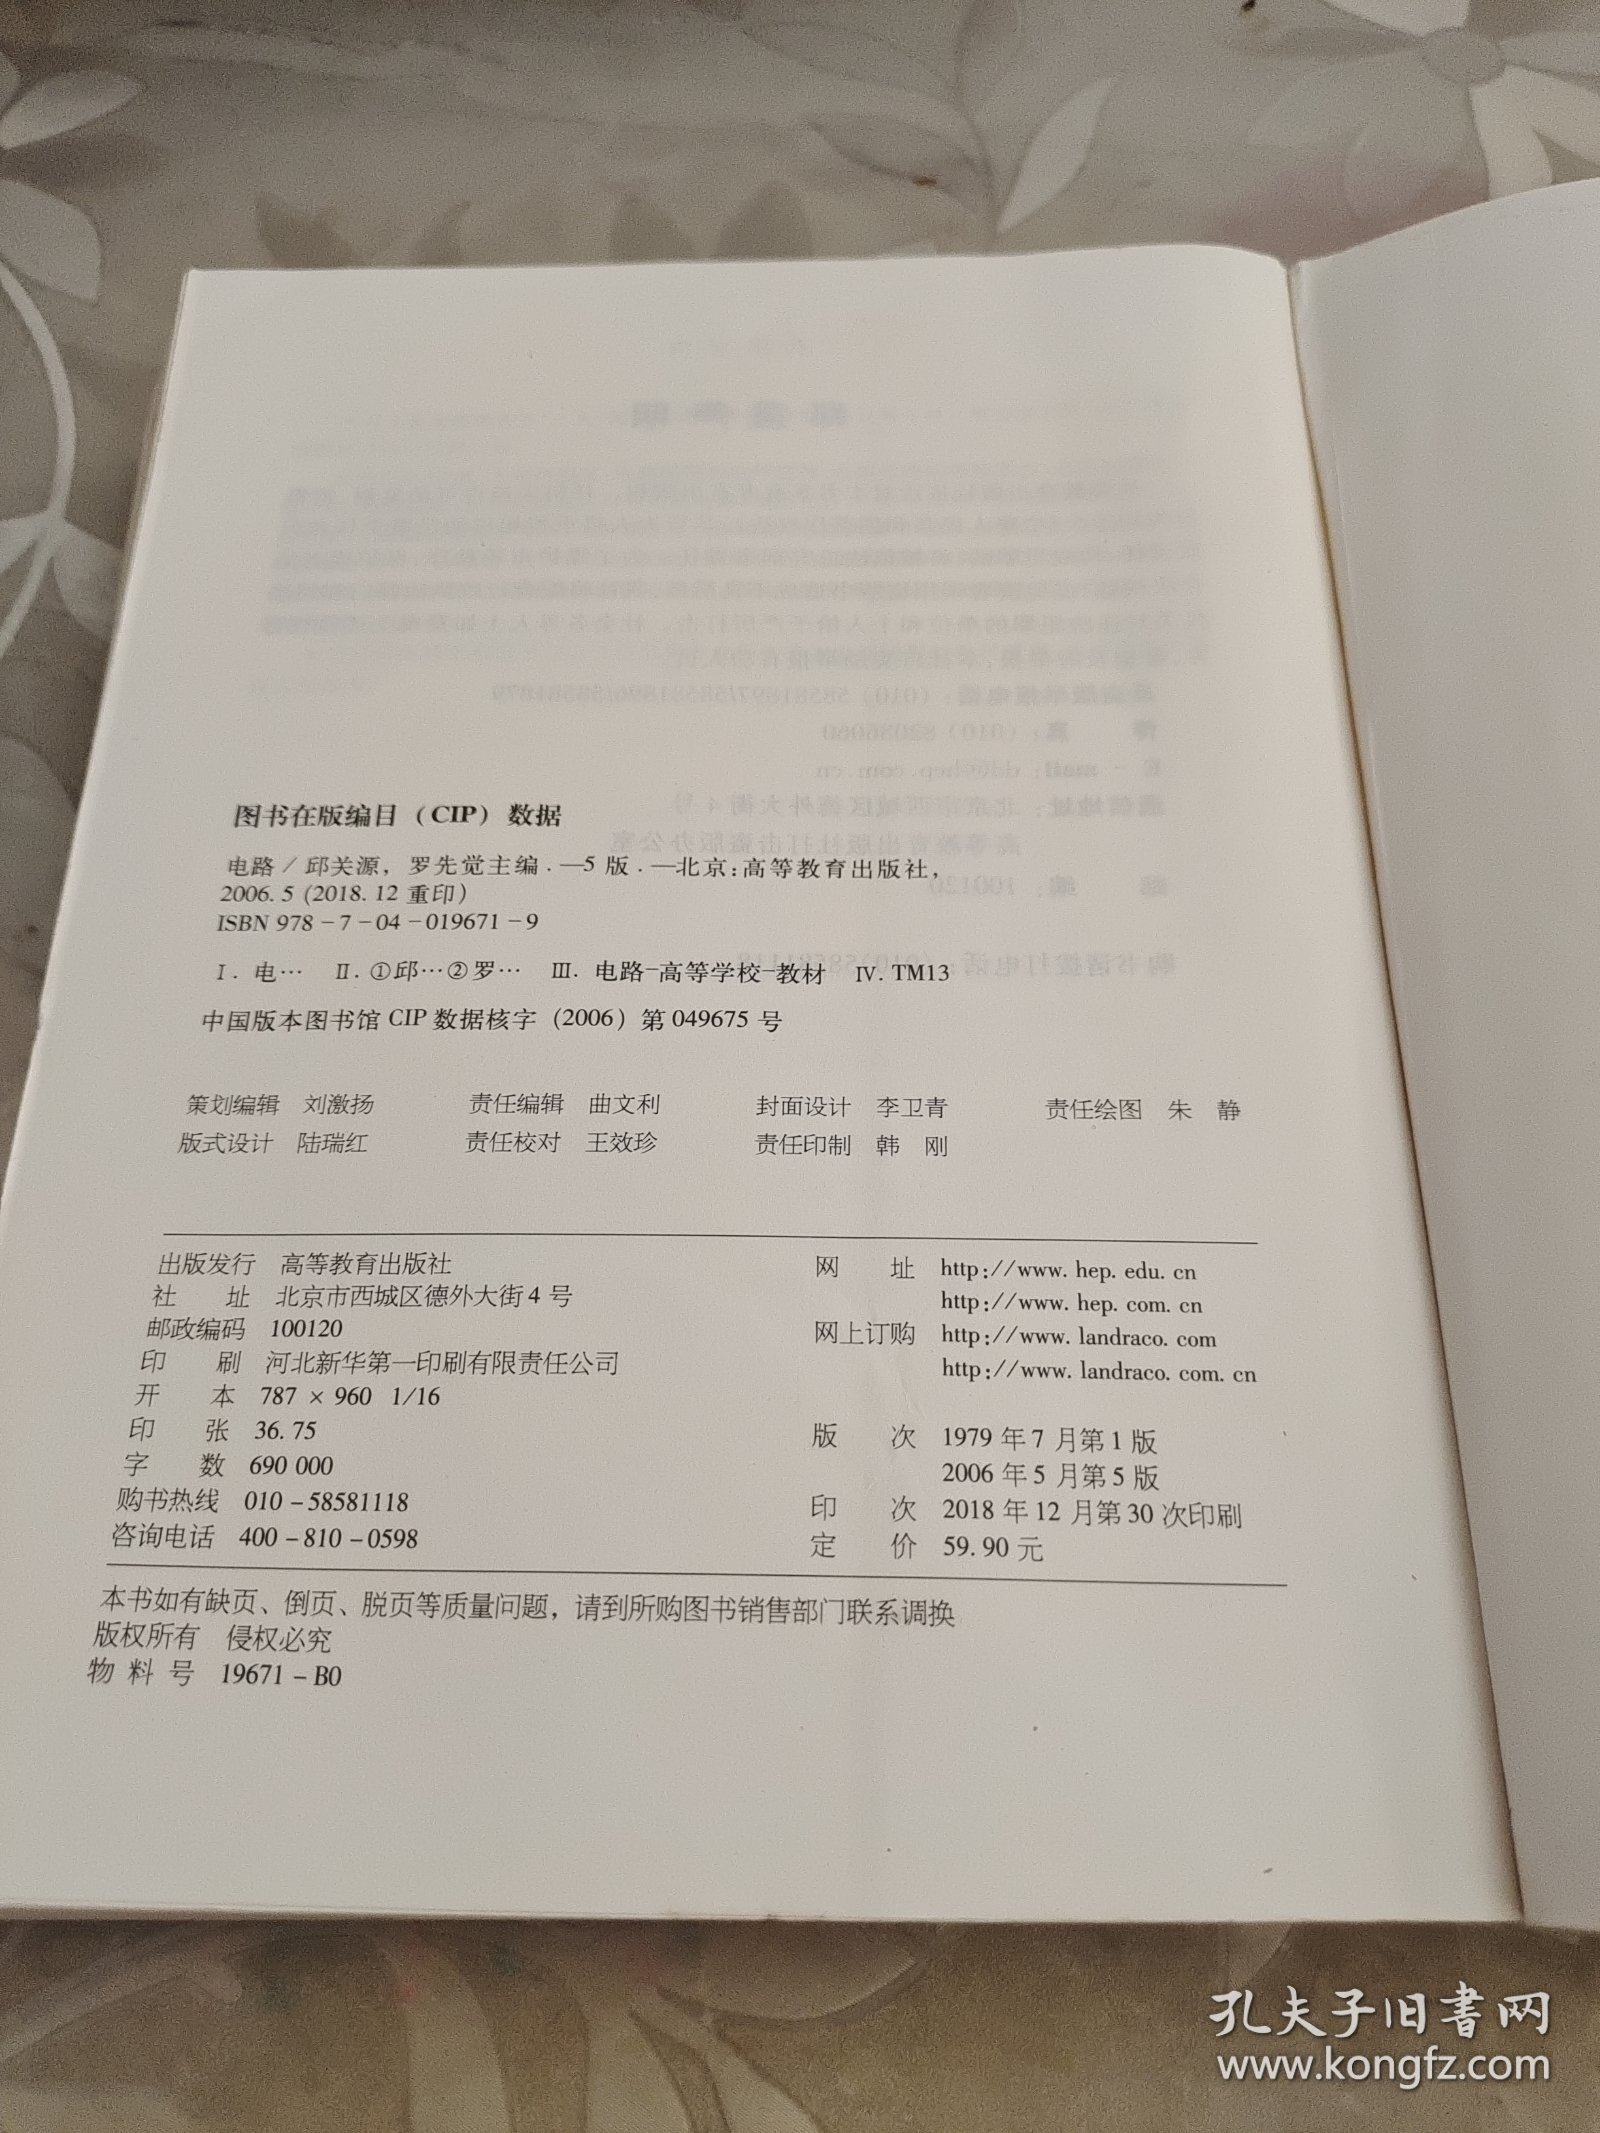 图书在版编目（CIP）数据
电路／邱关源，罗先觉主编．—5版．—北京：高等教育出版社，
2006.5（2018.12重印）
ISBN 978-7-04-019671-9
Ⅰ．电… Ⅱ．①邱…②罗… Ⅲ．电路-高等学校-教材 Ⅳ．TM13
中国版本图书馆CIP数据核字（2006）第049675号
策划编辑 刘激扬 责任编辑 曲文利 封面设计 李卫青 责任绘图 朱 静
版式设计 陆瑞红 责任校对 王效珍 责任印制 韩 刚
出版发行 高等教育出版社
社 址 北京市西城区德外大街4号
邮政编码 100120
印 刷 河北新华第一印刷有限责任公司
开 本 787×960 1/16
印 张 36.75
字 数 690 000
购书热线 010-58581118
咨询电话 400-810-0598
网 址 http://www.hep.edu.cn
http://www.hep.com.cn
网上订购 http://www.landraco.com
http://www.landraco.com.cn
版 次 1979年7月第1版
2006年5月第5版
印 次 2018年12月第30次印刷
定 价 59.90元
本书如有缺页、倒页、脱页等质量问题，请到所购图书销售部门联系调换
版权所有 侵权必究
物 料 号 19671-B0
孔夫子旧书网
www.kongfz.com